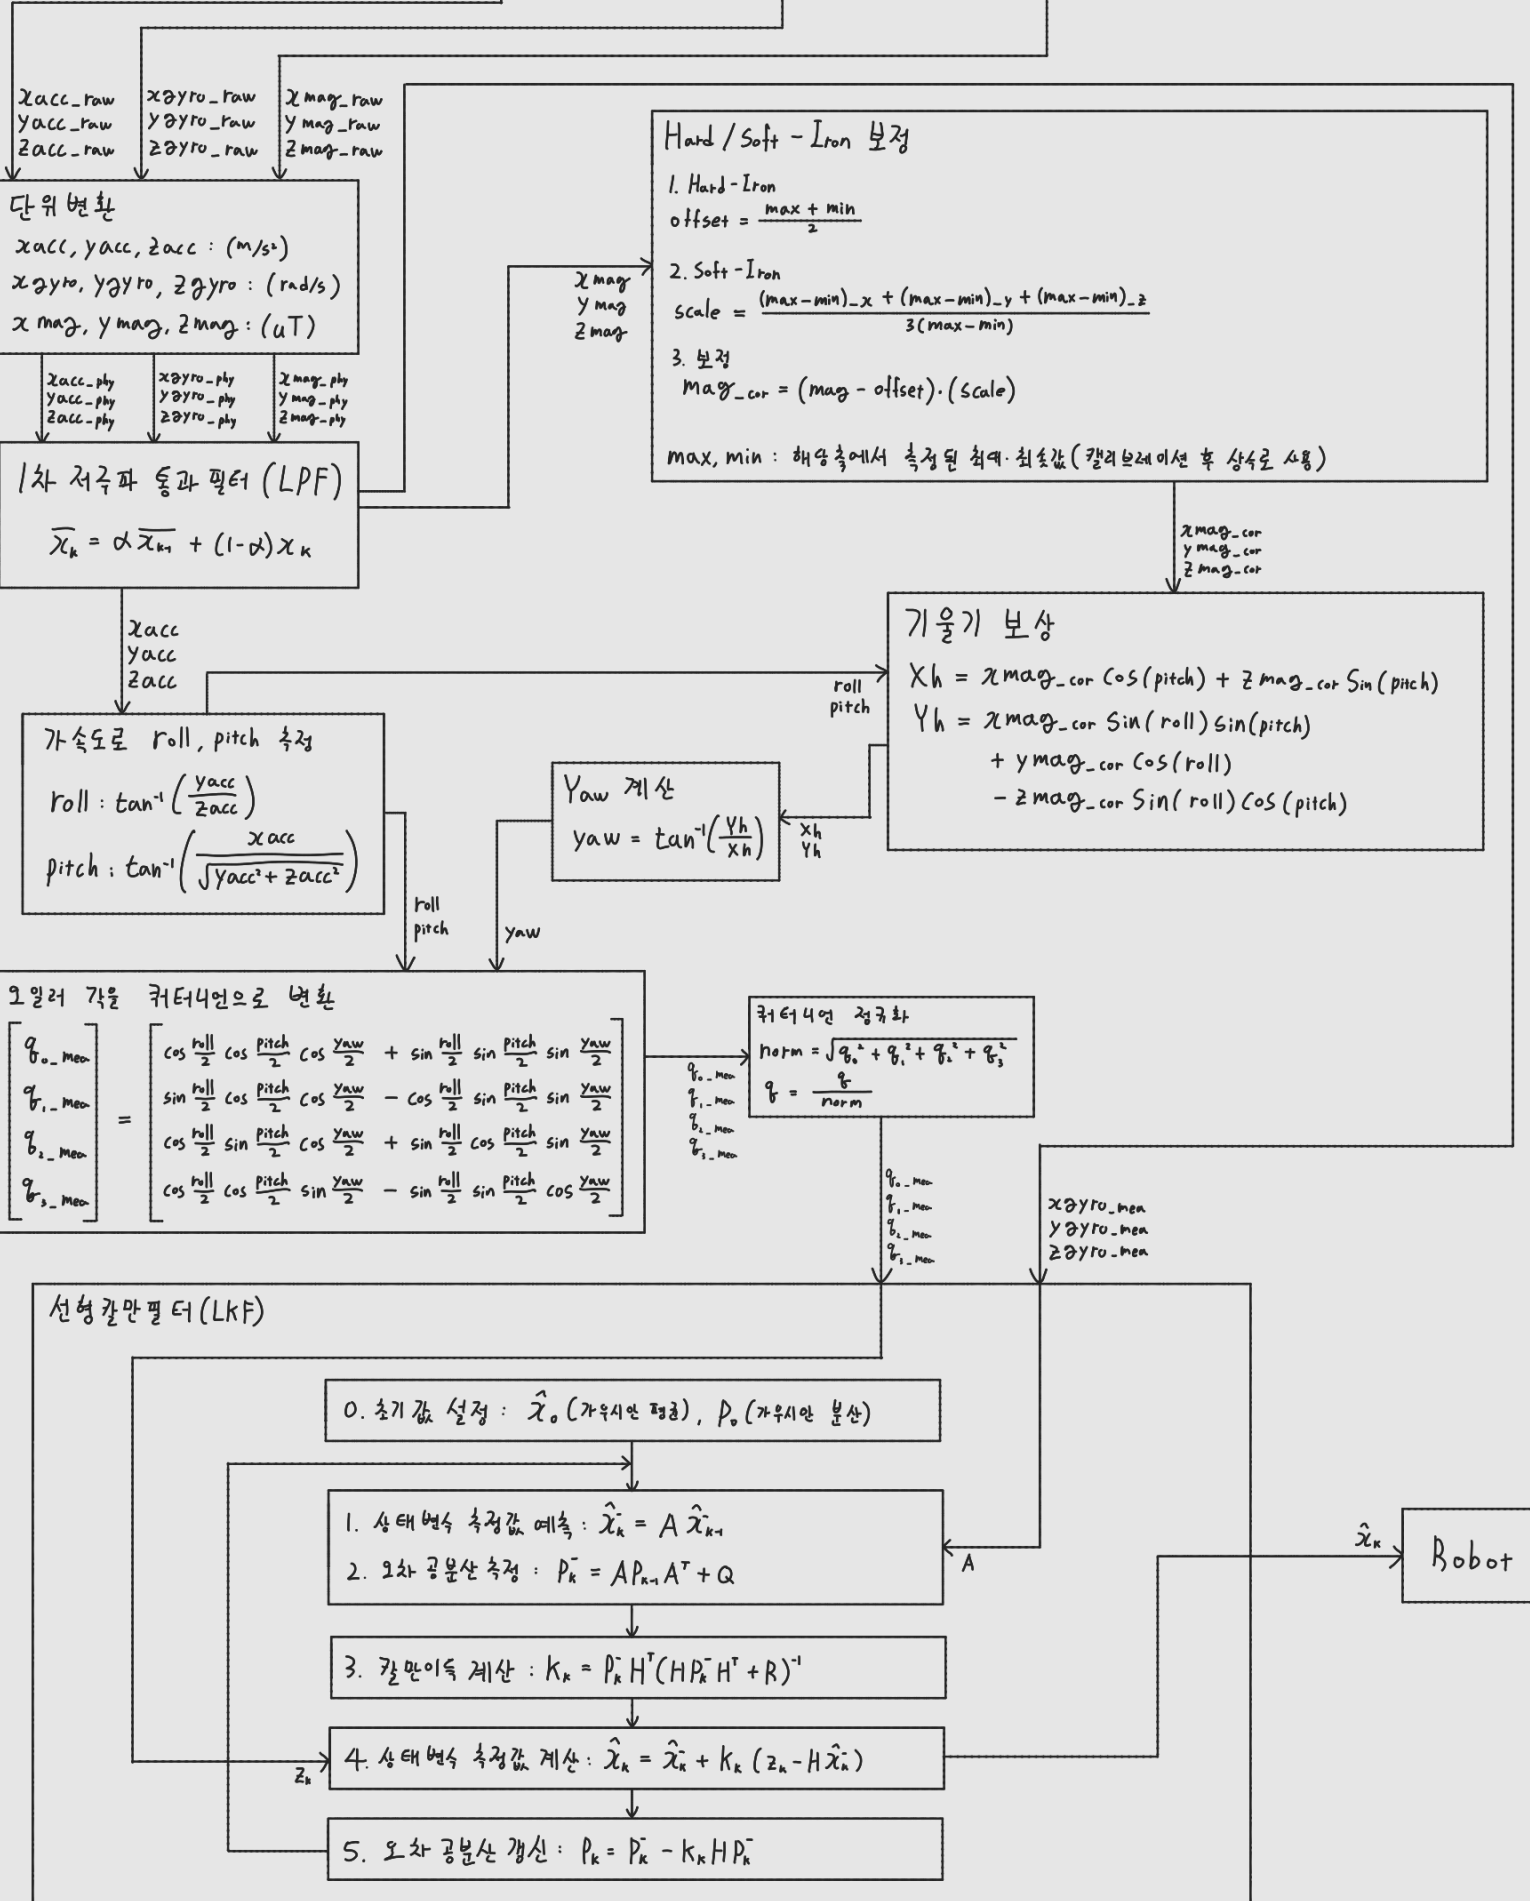 xacc_raw
yacc_raw
zacc_raw
xgyro_raw
ygyro_raw
zgyro_raw
xmag_raw
ymag_raw
zmag_raw
단위변환
xacc, yacc, zacc : (m/s²)
xgyro, ygyro, zgyro : (rad/s)
xmag, ymag, zmag : (uT)
xacc_phy
yacc_phy
zacc_phy
xgyro_phy
ygyro_phy
zgyro_phy
xmag_phy
ymag_phy
zmag_phy
1차 저주파 통과 필터 (LPF)
x̄ₖ = αx̄ₖ₋₁ + (1-α)xₖ
xmag
ymag
zmag
Hard / Soft - Iron 보정
1. Hard-Iron
offset = (max + min) / 2
2. Soft-Iron
scale = ((max-min)_x + (max-min)_y + (max-min)_z) / 3(max-min)
3. 보정
mag_cor = (mag - offset)·(scale)
max, min : 해당축에서 측정된 최대·최솟값 (캘리브레이션 후 상수로 사용)
xmag_cor
ymag_cor
zmag_cor
xacc
yacc
zacc
roll
pitch
기울기 보상
Xh = xmag_cor Cos(pitch) + zmag_cor Sin(pitch)
Yh = xmag_cor Sin(roll) sin(pitch)
+ ymag_cor Cos(roll)
- zmag_cor Sin(roll) Cos(pitch)
가속도로 roll, pitch 측정
roll : tan⁻¹(yacc / zacc)
pitch : tan⁻¹(xacc / √(yacc² + zacc²))
Yaw 계산
yaw = tan⁻¹(Yh / Xh)
Xh
Yh
roll
pitch
yaw
오일러 각을 쿼터니언으로 변환
q₀_mea
q₁_mea
q₂_mea
q₃_mea
=
cos roll/2 cos pitch/2 cos yaw/2 + sin roll/2 sin pitch/2 sin yaw/2
sin roll/2 cos pitch/2 cos yaw/2 - cos roll/2 sin pitch/2 sin yaw/2
cos roll/2 sin pitch/2 cos yaw/2 + sin roll/2 cos pitch/2 sin yaw/2
cos roll/2 cos pitch/2 sin yaw/2 - sin roll/2 sin pitch/2 cos yaw/2
q₀_mea
q₁_mea
q₂_mea
q₃_mea
쿼터니언 정규화
norm = √(q₀² + q₁² + q₂² + q₃²)
q = q / norm
q₀_mea
q₁_mea
q₂_mea
q₃_mea
xgyro_mea
ygyro_mea
zgyro_mea
선형칼만필터(LKF)
0. 초기값 설정 : x̂₀ (가우시안 평균), P₀ (가우시안 분산)
1. 상태변수 측정값 예측 : x̂ₖ⁻ = A x̂⁻ₖ₋₁
2. 오차 공분산 측정 : Pₖ⁻ = APₖ₋₁Aᵀ + Q
A
3. 칼만이득 계산 : Kₖ = Pₖ⁻Hᵀ(HPₖ⁻Hᵀ + R)⁻¹
4. 상태변수 측정값 계산 : x̂ₖ = x̂ₖ⁻ + Kₖ (zₖ - Hx̂ₖ⁻)
zₖ
5. 오차 공분산 갱신 : Pₖ = Pₖ⁻ - KₖHPₖ⁻
x̂ₖ
Robot